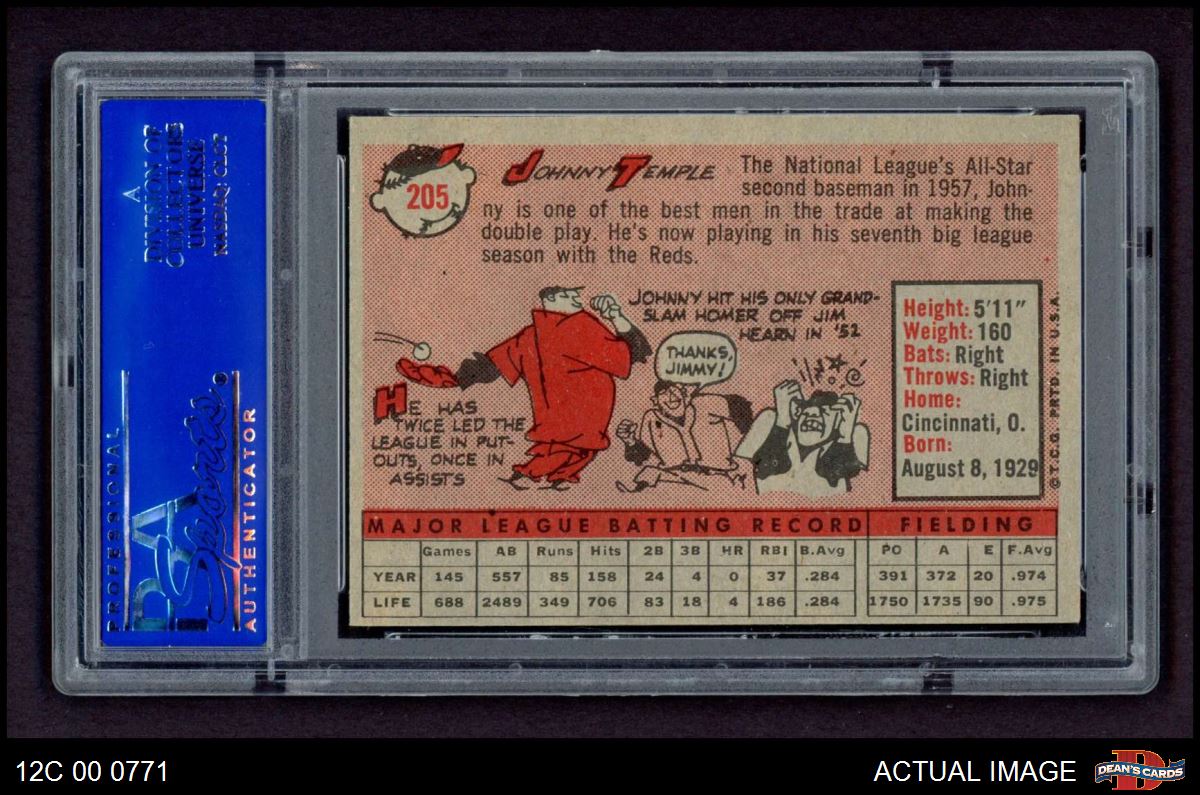 A
DIVISION OF
COLLECTORS
UNIVERSE
NASDAQ: CLCT
PROFESSIONAL
PSA
Sports
®
AUTHENTICATOR
205
JOHNNY TEMPLE
The National League's All-Star
second baseman in 1957, John-
ny is one of the best men in the trade at making the
double play. He's now playing in his seventh big league
season with the Reds.
JOHNNY HIT HIS ONLY GRAND-
SLAM HOMER OFF JIM
HEARN IN '52
THANKS,
JIMMY!
HE HAS
TWICE LED THE
LEAGUE IN PUT-
OUTS, ONCE IN
ASSISTS
Height: 5'11"
Weight: 160
Bats: Right
Throws: Right
Home:
Cincinnati, O.
Born:
August 8, 1929
© T.C.G. PRTD. IN U.S.A.
MAJOR LEAGUE BATTING RECORD FIELDING
Games AB Runs Hits 2B 3B HR RBI B.Avg PO A E F.Avg
YEAR 145 557 85 158 24 4 0 37 .284 391 372 20 .974
LIFE 688 2489 349 706 83 18 4 186 .284 1750 1735 90 .975
12C 00 0771
ACTUAL IMAGE
D
DEAN'S CARDS